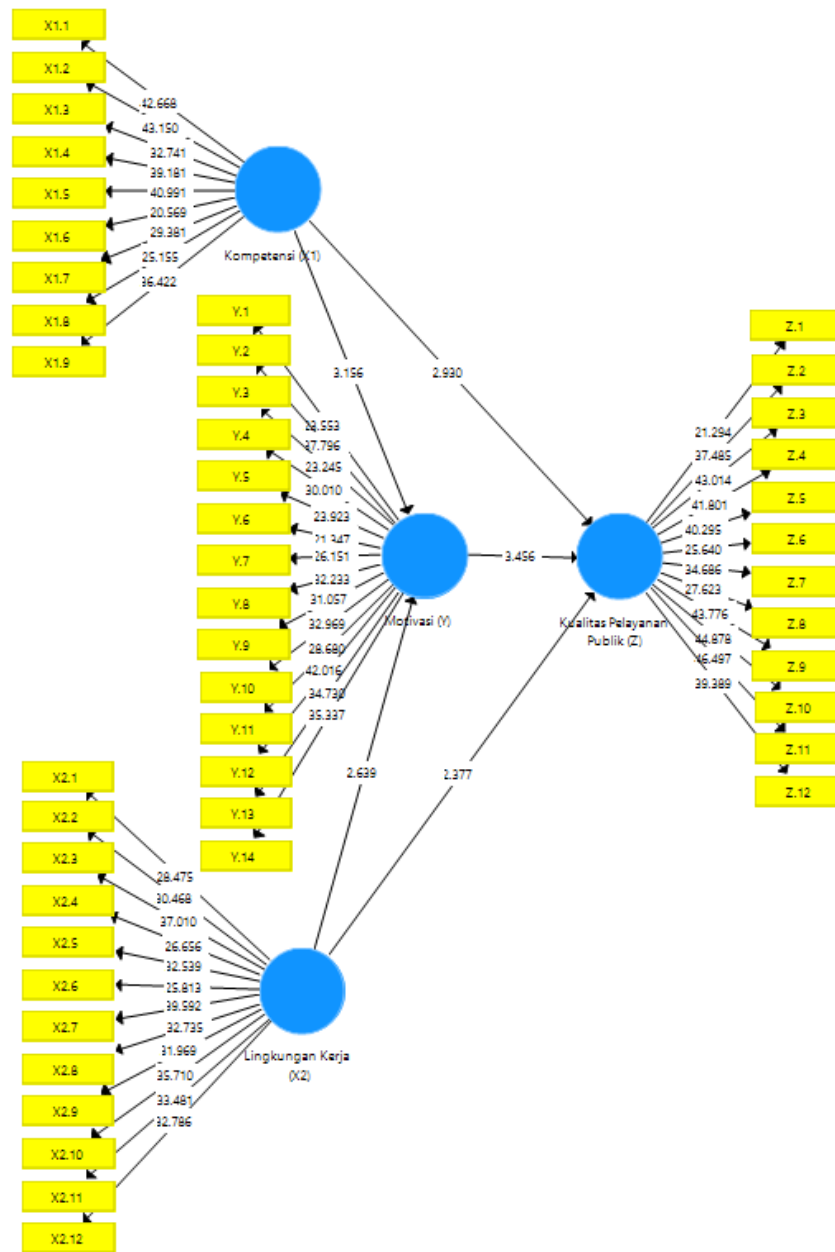 X1.1
X1.2
X1.3
X1.4
X1.5
X1.6
X1.7
X1.8
X1.9
42.668
43.150
32.741
39.181
40.991
20.569
29.381
25.155
36.422
Kompetensi (X1)
3.156
2.930
Y.1
Y.2
Y.3
Y.4
Y.5
Y.6
Y.7
Y.8
Y.9
Y.10
Y.11
Y.12
Y.13
Y.14
23.553
37.796
23.245
30.010
23.923
21.347
26.151
32.233
31.057
32.969
28.680
42.016
34.730
35.337
Motivasi (Y)
3.456
Kualitas Pelayanan
Publik (Z)
21.294
37.485
43.014
41.801
40.295
25.640
34.686
27.623
43.776
44.878
46.497
39.389
Z.1
Z.2
Z.3
Z.4
Z.5
Z.6
Z.7
Z.8
Z.9
Z.10
Z.11
Z.12
2.639
2.377
X2.1
X2.2
X2.3
X2.4
X2.5
X2.6
X2.7
X2.8
X2.9
X2.10
X2.11
X2.12
28.475
30.468
37.010
26.656
32.539
25.813
39.592
32.735
31.969
35.710
33.481
32.786
Lingkungan Kerja
(X2)